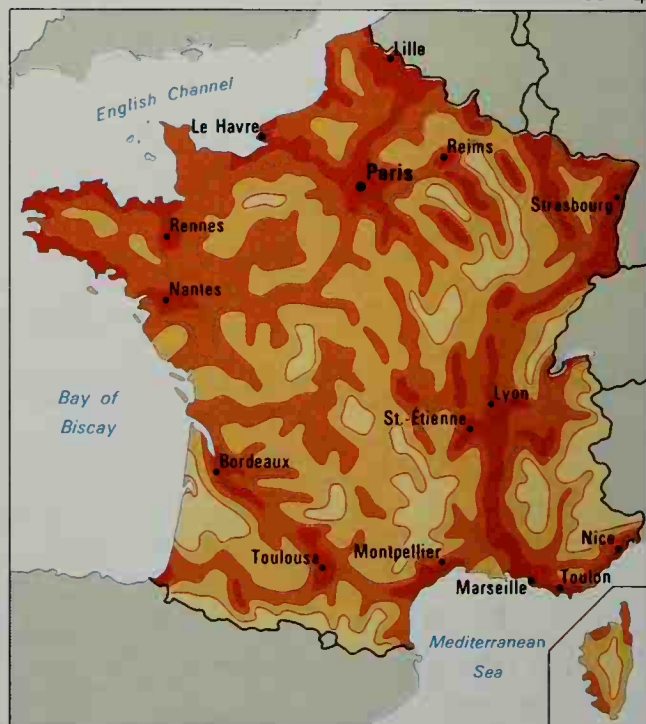 Lille
English Channel
Le Havre
Reims
Paris
Strasbourg
Rennes
Nantes
Bay of
Biscay
Lyon
St.-Étienne
Bordeaux
Nice
Montpellier
Toulouse
Marseille
Toulon
Mediterranean
Sea